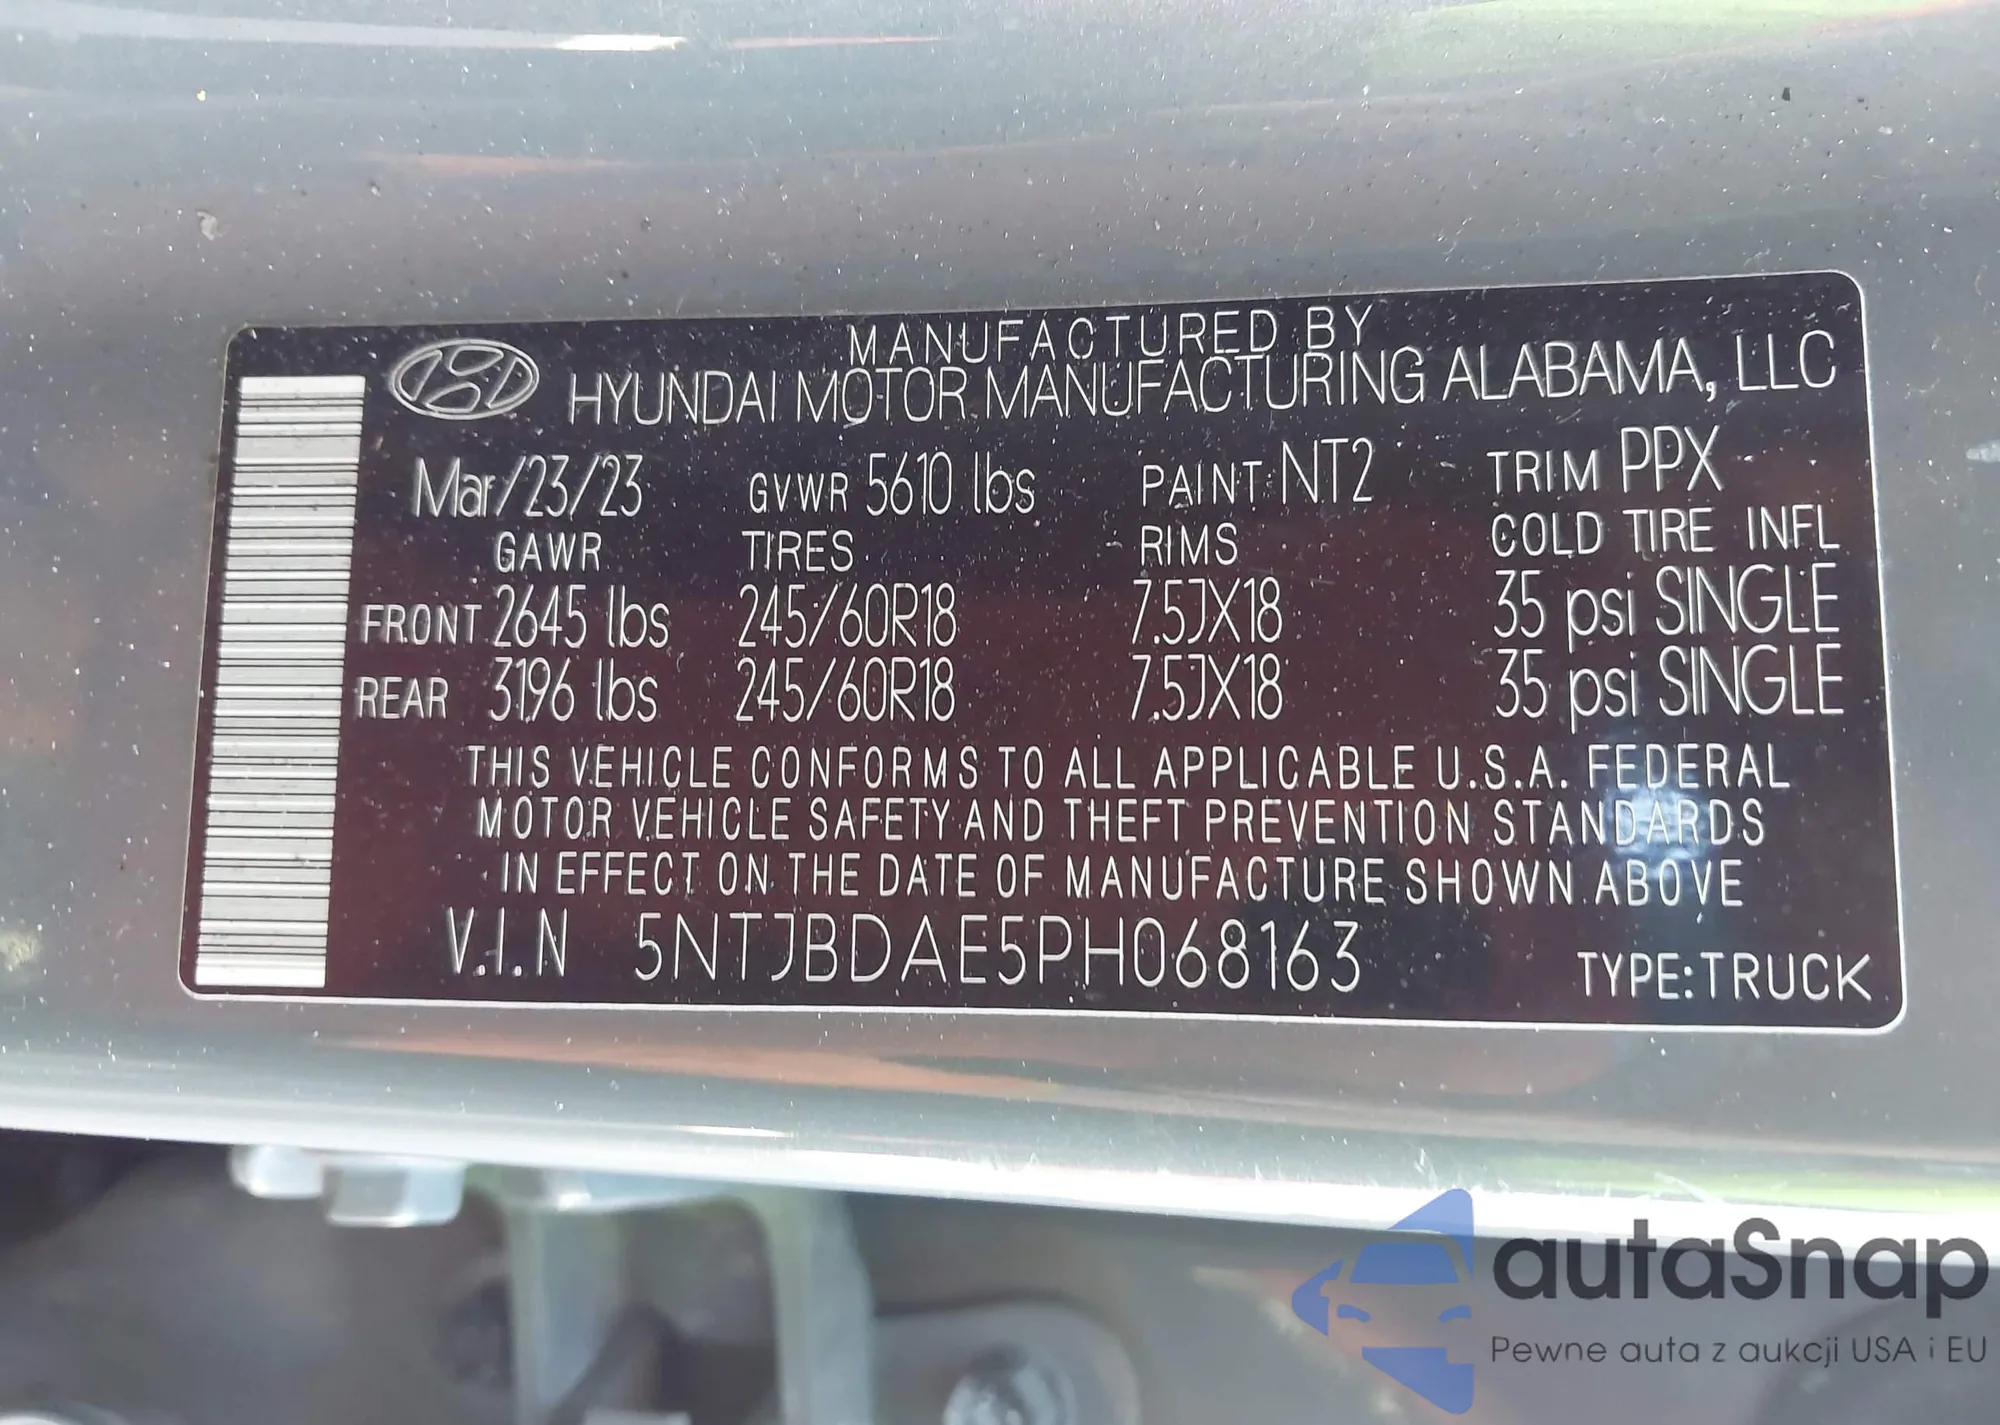 MANUFACTURED BY
HYUNDAI MOTOR MANUFACTURING ALABAMA, LLC
Mar/23/23 GVWR 5610 lbs PAINT NT2 TRIM PPX
GAWR TIRES RIMS COLD TIRE INFL
FRONT 2645 lbs 245/60R18 7.5JX18 35 psi SINGLE
REAR 3196 lbs 245/60R18 7.5JX18 35 psi SINGLE
THIS VEHICLE CONFORMS TO ALL APPLICABLE U.S.A. FEDERAL
MOTOR VEHICLE SAFETY AND THEFT PREVENTION STANDARDS
IN EFFECT ON THE DATE OF MANUFACTURE SHOWN ABOVE
V.I.N 5NTJBDAE5PH068163 TYPE:TRUCK
autaSnap
Pewne auta z aukcji USA i EU